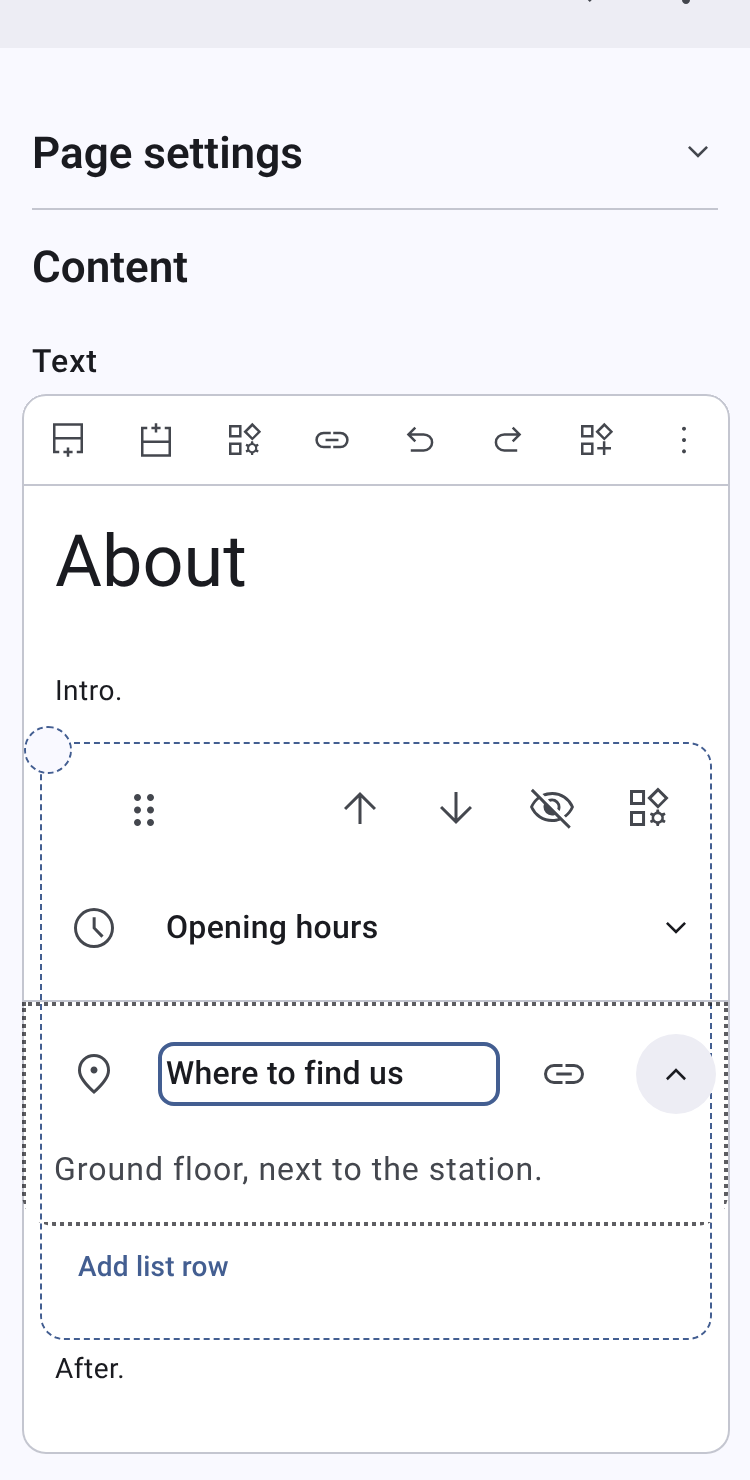 Page settings
Content
Text
About
Intro.
Opening hours
Where to find us
Ground floor, next to the station.
Add list row
After.